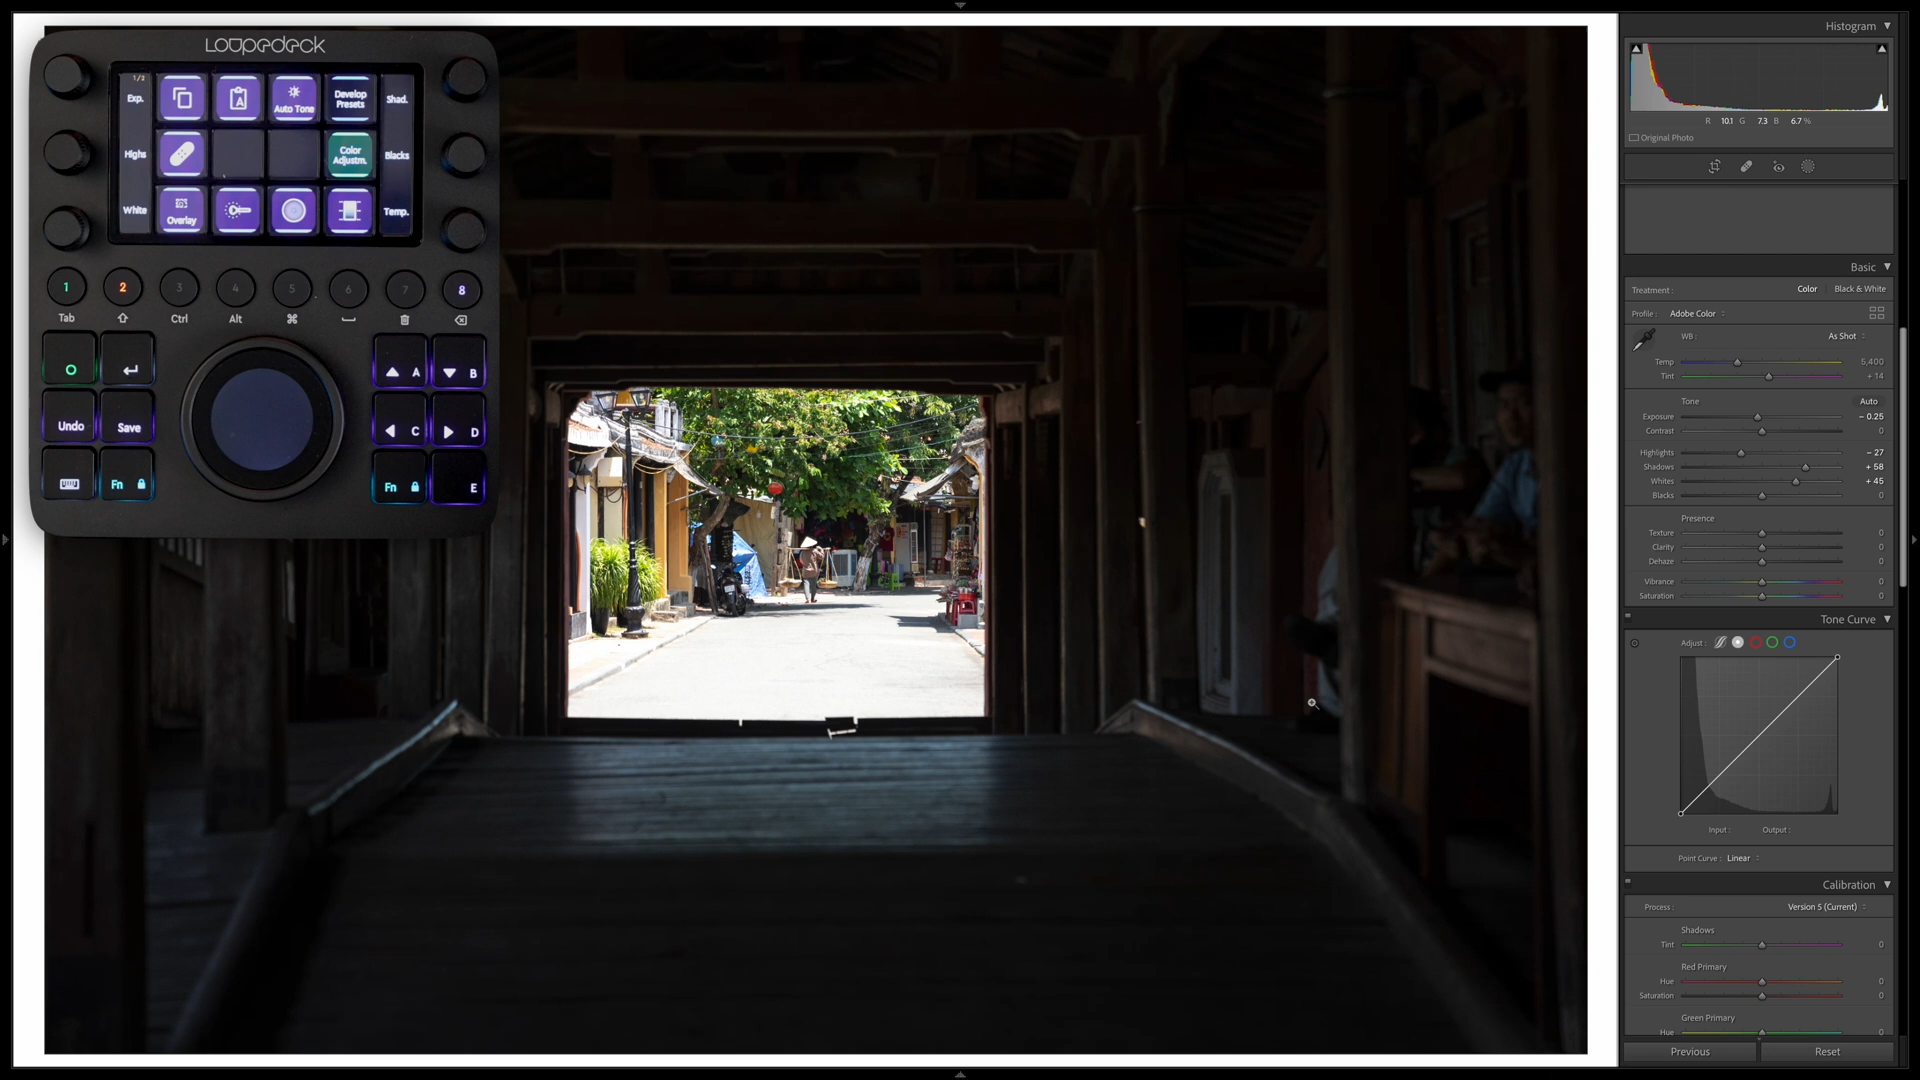 Loupedeck
1/2
Exp.
Auto Tone
Develop
Presets
Shad.
Highs
Color
Adjustm.
Blacks
White
Overlay
Temp.
1 2 3 4 5 6 7 8
Tab Ctrl Alt ⌘
A B
Undo Save C D
Fn Fn E
Histogram
R 10.1 G 7.3 B 6.7 %
Original Photo
Basic
Treatment : Color Black & White
Profile : Adobe Color
WB : As Shot
Temp 5,400
Tint + 14
Tone Auto
Exposure − 0.25
Contrast 0
Highlights − 27
Shadows + 58
Whites + 45
Blacks 0
Presence
Texture 0
Clarity 0
Dehaze 0
Vibrance 0
Saturation 0
Tone Curve
Adjust :
Input : Output :
Point Curve : Linear
Calibration
Process : Version 5 (Current)
Shadows
Tint 0
Red Primary
Hue 0
Saturation 0
Green Primary
Hue 0
Previous Reset